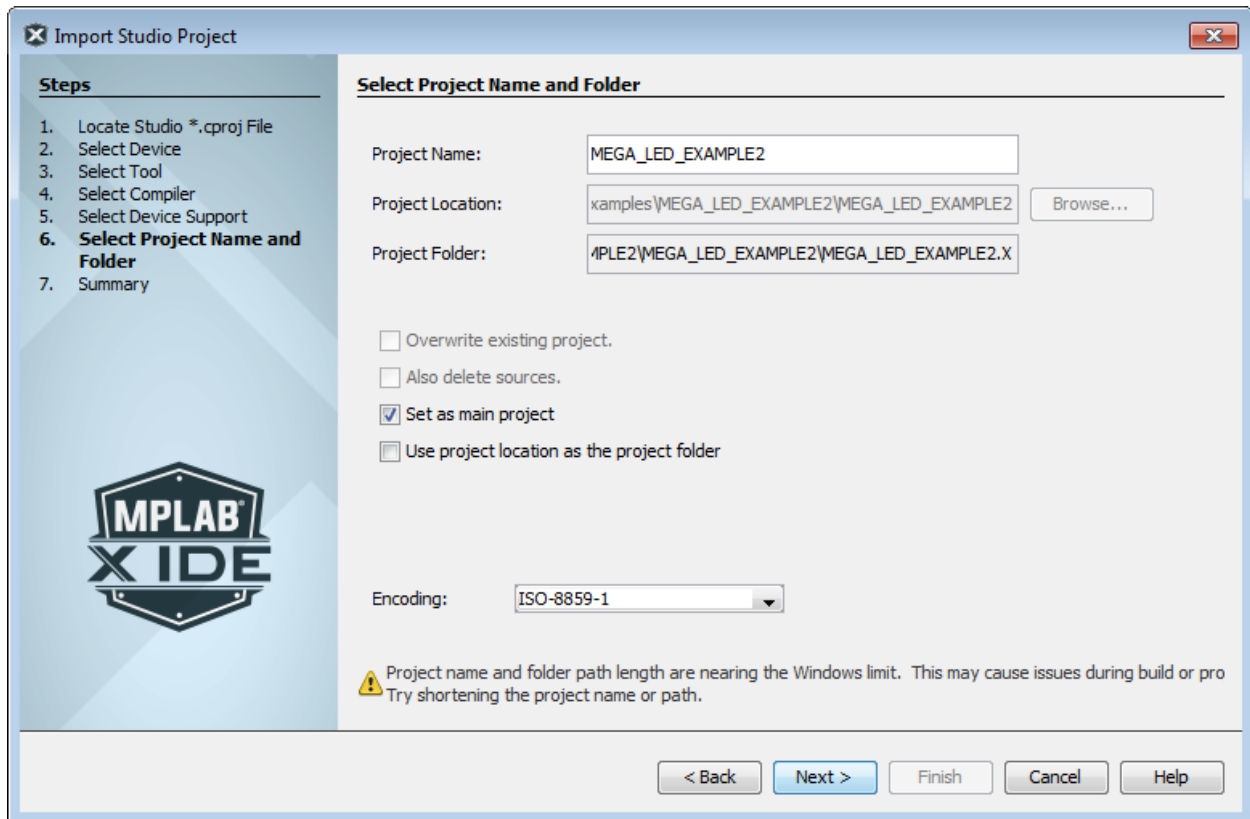 Import Studio Project
Steps
1. Locate Studio *.cproj File
2. Select Device
3. Select Tool
4. Select Compiler
5. Select Device Support
6. Select Project Name and
Folder
7. Summary
MPLAB®
X IDE
Select Project Name and Folder
Project Name: MEGA_LED_EXAMPLE2
Project Location: xamples\MEGA_LED_EXAMPLE2\MEGA_LED_EXAMPLE2 Browse...
Project Folder: MPLE2\MEGA_LED_EXAMPLE2\MEGA_LED_EXAMPLE2.X
Overwrite existing project.
Also delete sources.
Set as main project
Use project location as the project folder
Encoding: ISO-8859-1
Project name and folder path length are nearing the Windows limit. This may cause issues during build or pro
Try shortening the project name or path.
< Back Next > Finish Cancel Help